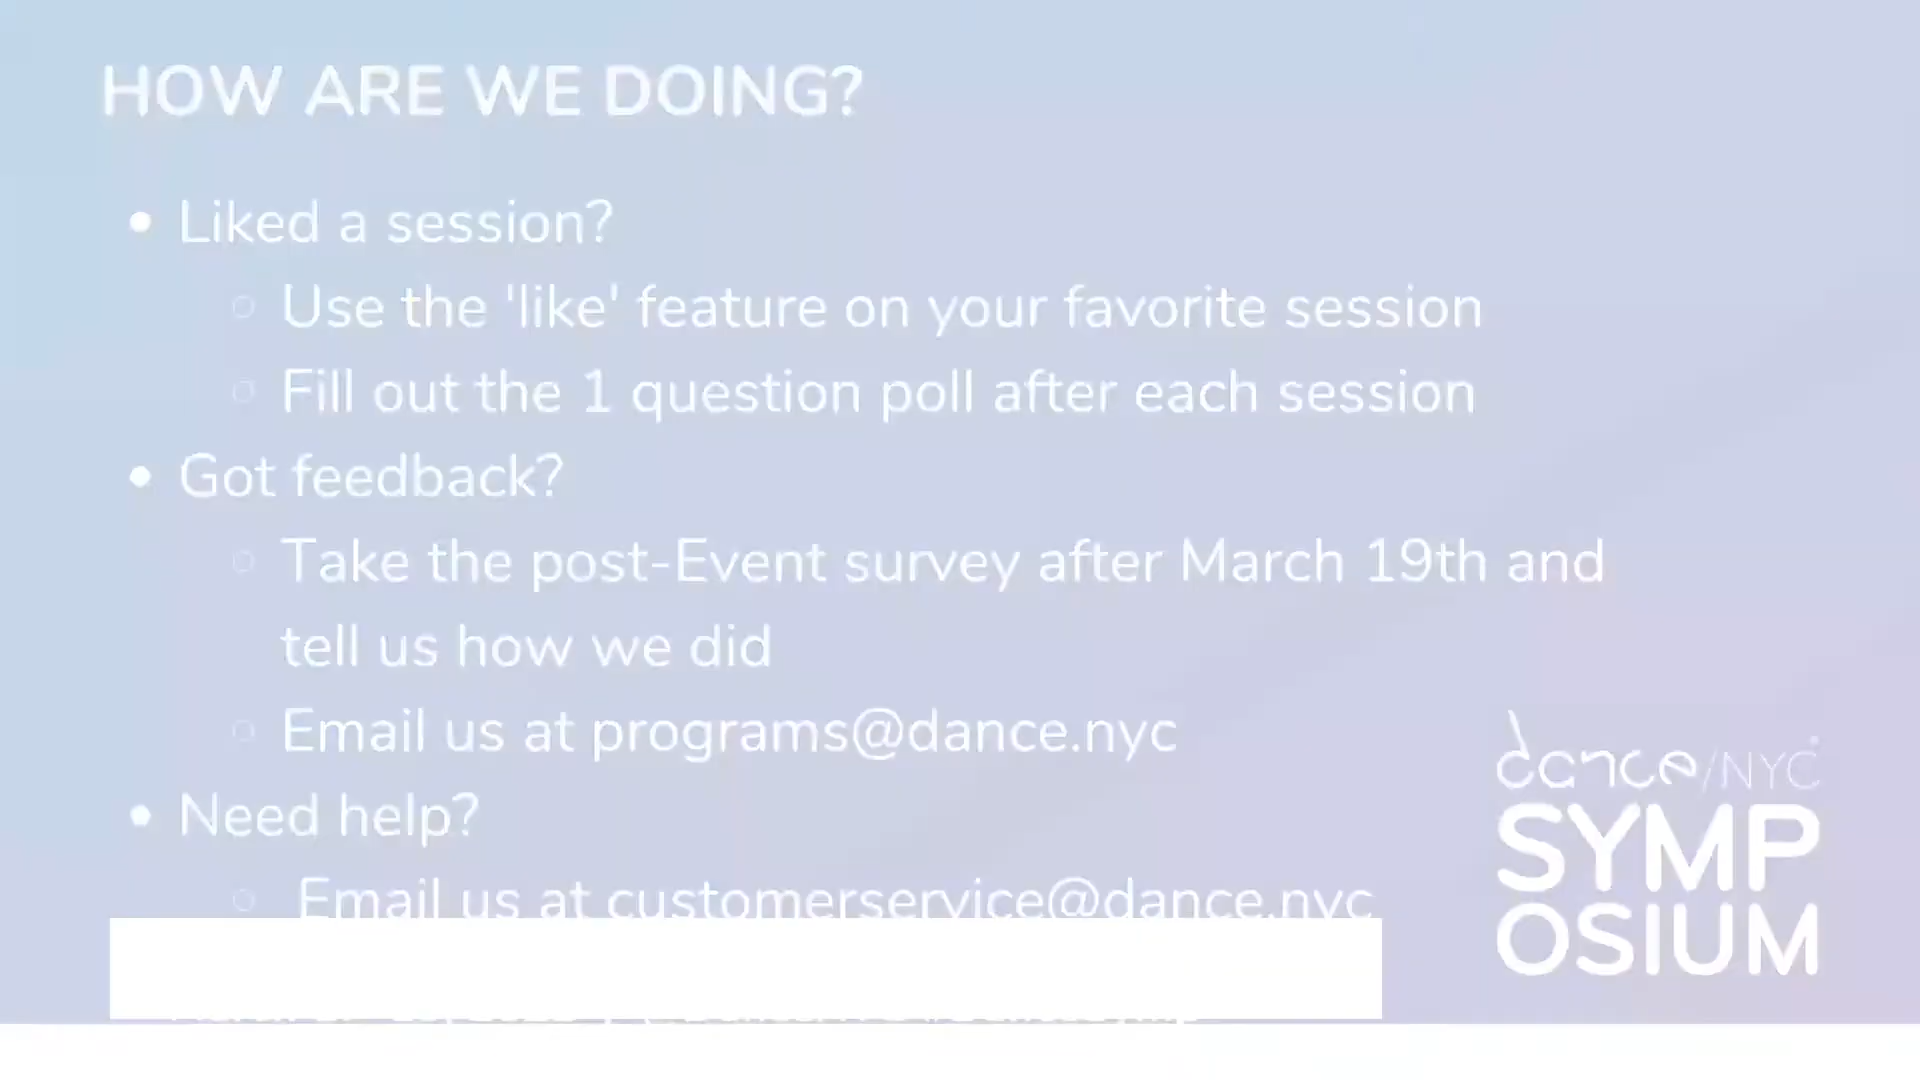 HOW ARE WE DOING?
• Liked a session?
○ Use the 'like' feature on your favorite session
○ Fill out the 1 question poll after each session
• Got feedback?
○ Take the post-Event survey after March 19th and
tell us how we did
○ Email us at programs@dance.nyc
• Need help?
○ Email us at customerservice@dance.nyc
dance/NYC
SYMP
OSIUM